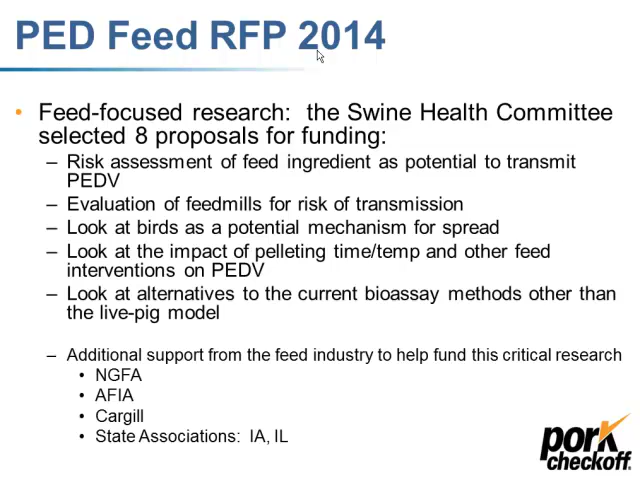 PED Feed RFP 2014
• Feed-focused research: the Swine Health Committee
selected 8 proposals for funding:
– Risk assessment of feed ingredient as potential to transmit
PEDV
– Evaluation of feedmills for risk of transmission
– Look at birds as a potential mechanism for spread
– Look at the impact of pelleting time/temp and other feed
interventions on PEDV
– Look at alternatives to the current bioassay methods other than
the live-pig model
– Additional support from the feed industry to help fund this critical research
• NGFA
• AFIA
• Cargill
• State Associations: IA, IL
pork
checkoff.